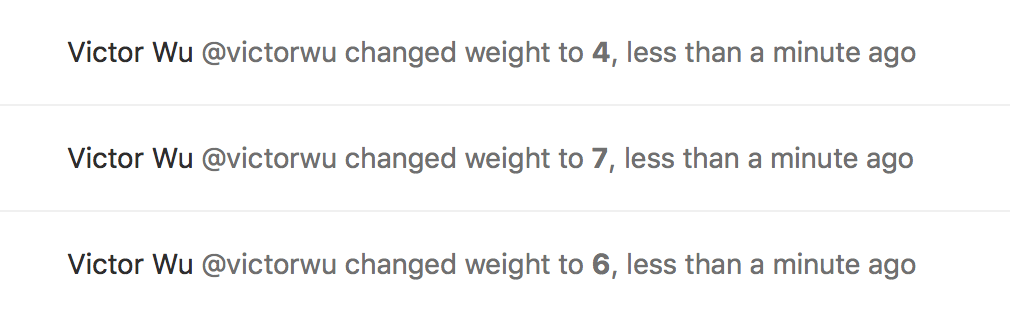 Victor Wu @victorwu changed weight to 4, less than a minute ago
Victor Wu @victorwu changed weight to 7, less than a minute ago
Victor Wu @victorwu changed weight to 6, less than a minute ago